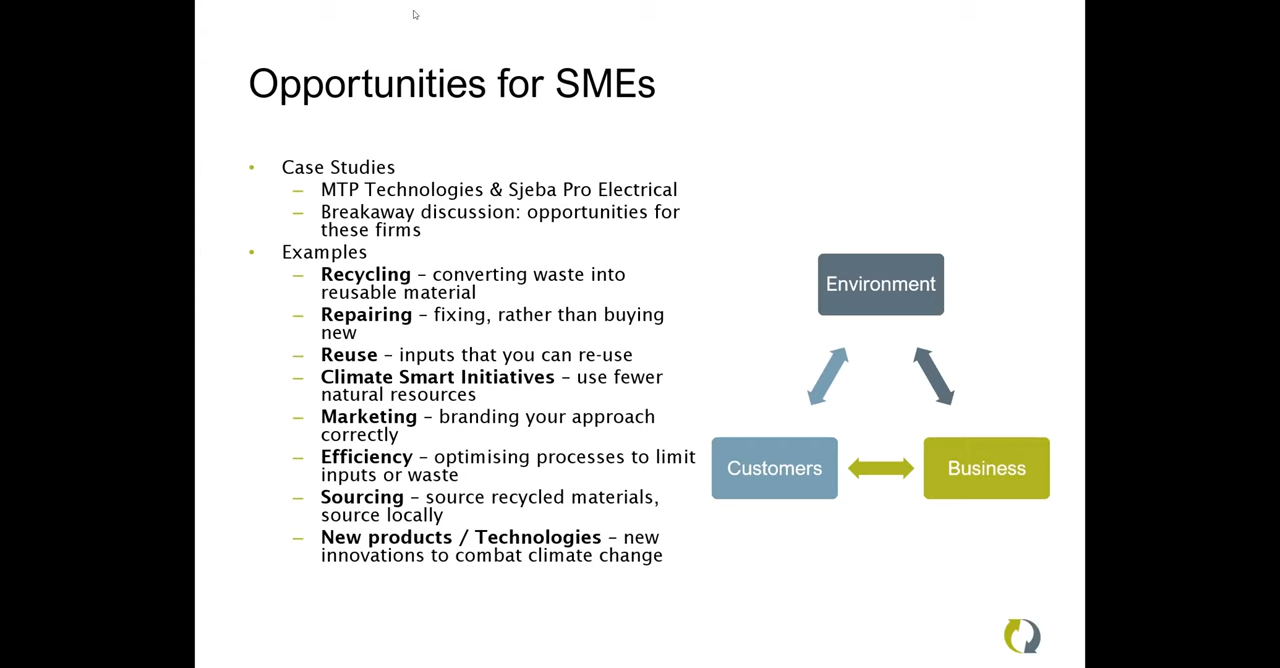 Opportunities for SMEs
• Case Studies
– MTP Technologies & Sjeba Pro Electrical
– Breakaway discussion: opportunities for
these firms
• Examples
– Recycling – converting waste into
reusable material
– Repairing – fixing, rather than buying
new
– Reuse – inputs that you can re-use
– Climate Smart Initiatives – use fewer
natural resources
– Marketing – branding your approach
correctly
– Efficiency – optimising processes to limit
inputs or waste
– Sourcing – source recycled materials,
source locally
– New products / Technologies – new
innovations to combat climate change
Environment
Customers
Business